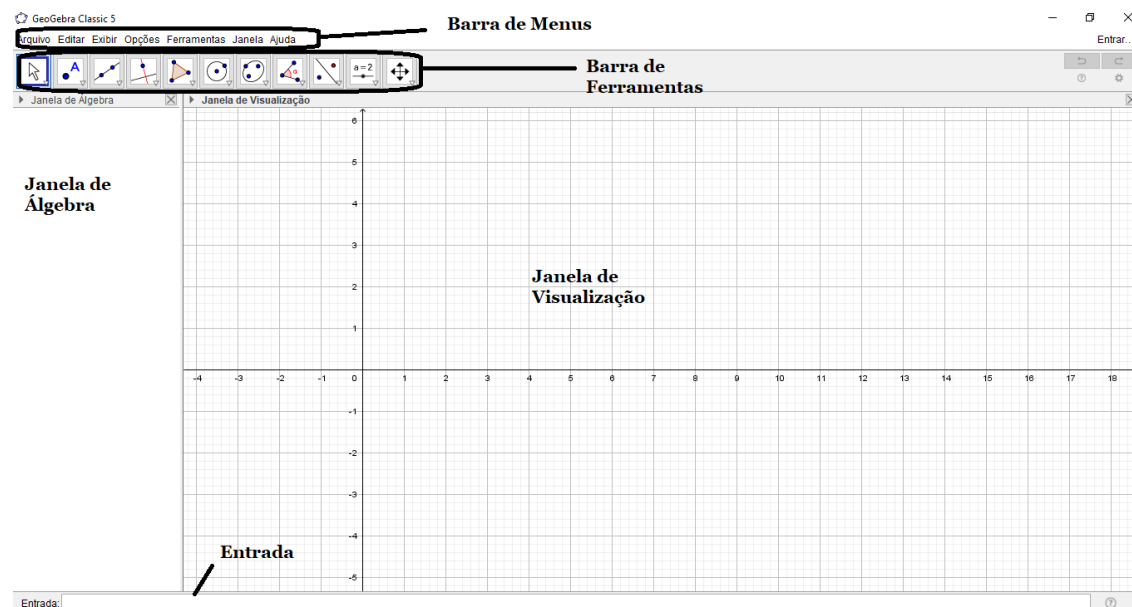 GeoGebra Classic 5
Barra de Menus
Arquivo Editar Exibir Opções Ferramentas Janela Ajuda
Entrar...
A
α
a=2
Barra de
Ferramentas
Janela de Álgebra
Janela de Visualização
Janela de
Álgebra
6
5
4
3
2
1
Janela de
Visualização
-4 -3 -2 -1 0 1 2 3 4 5 6 7 8 9 10 11 12 13 14 15 16 17 18
-1
-2
-3
-4
-5
Entrada
Entrada: